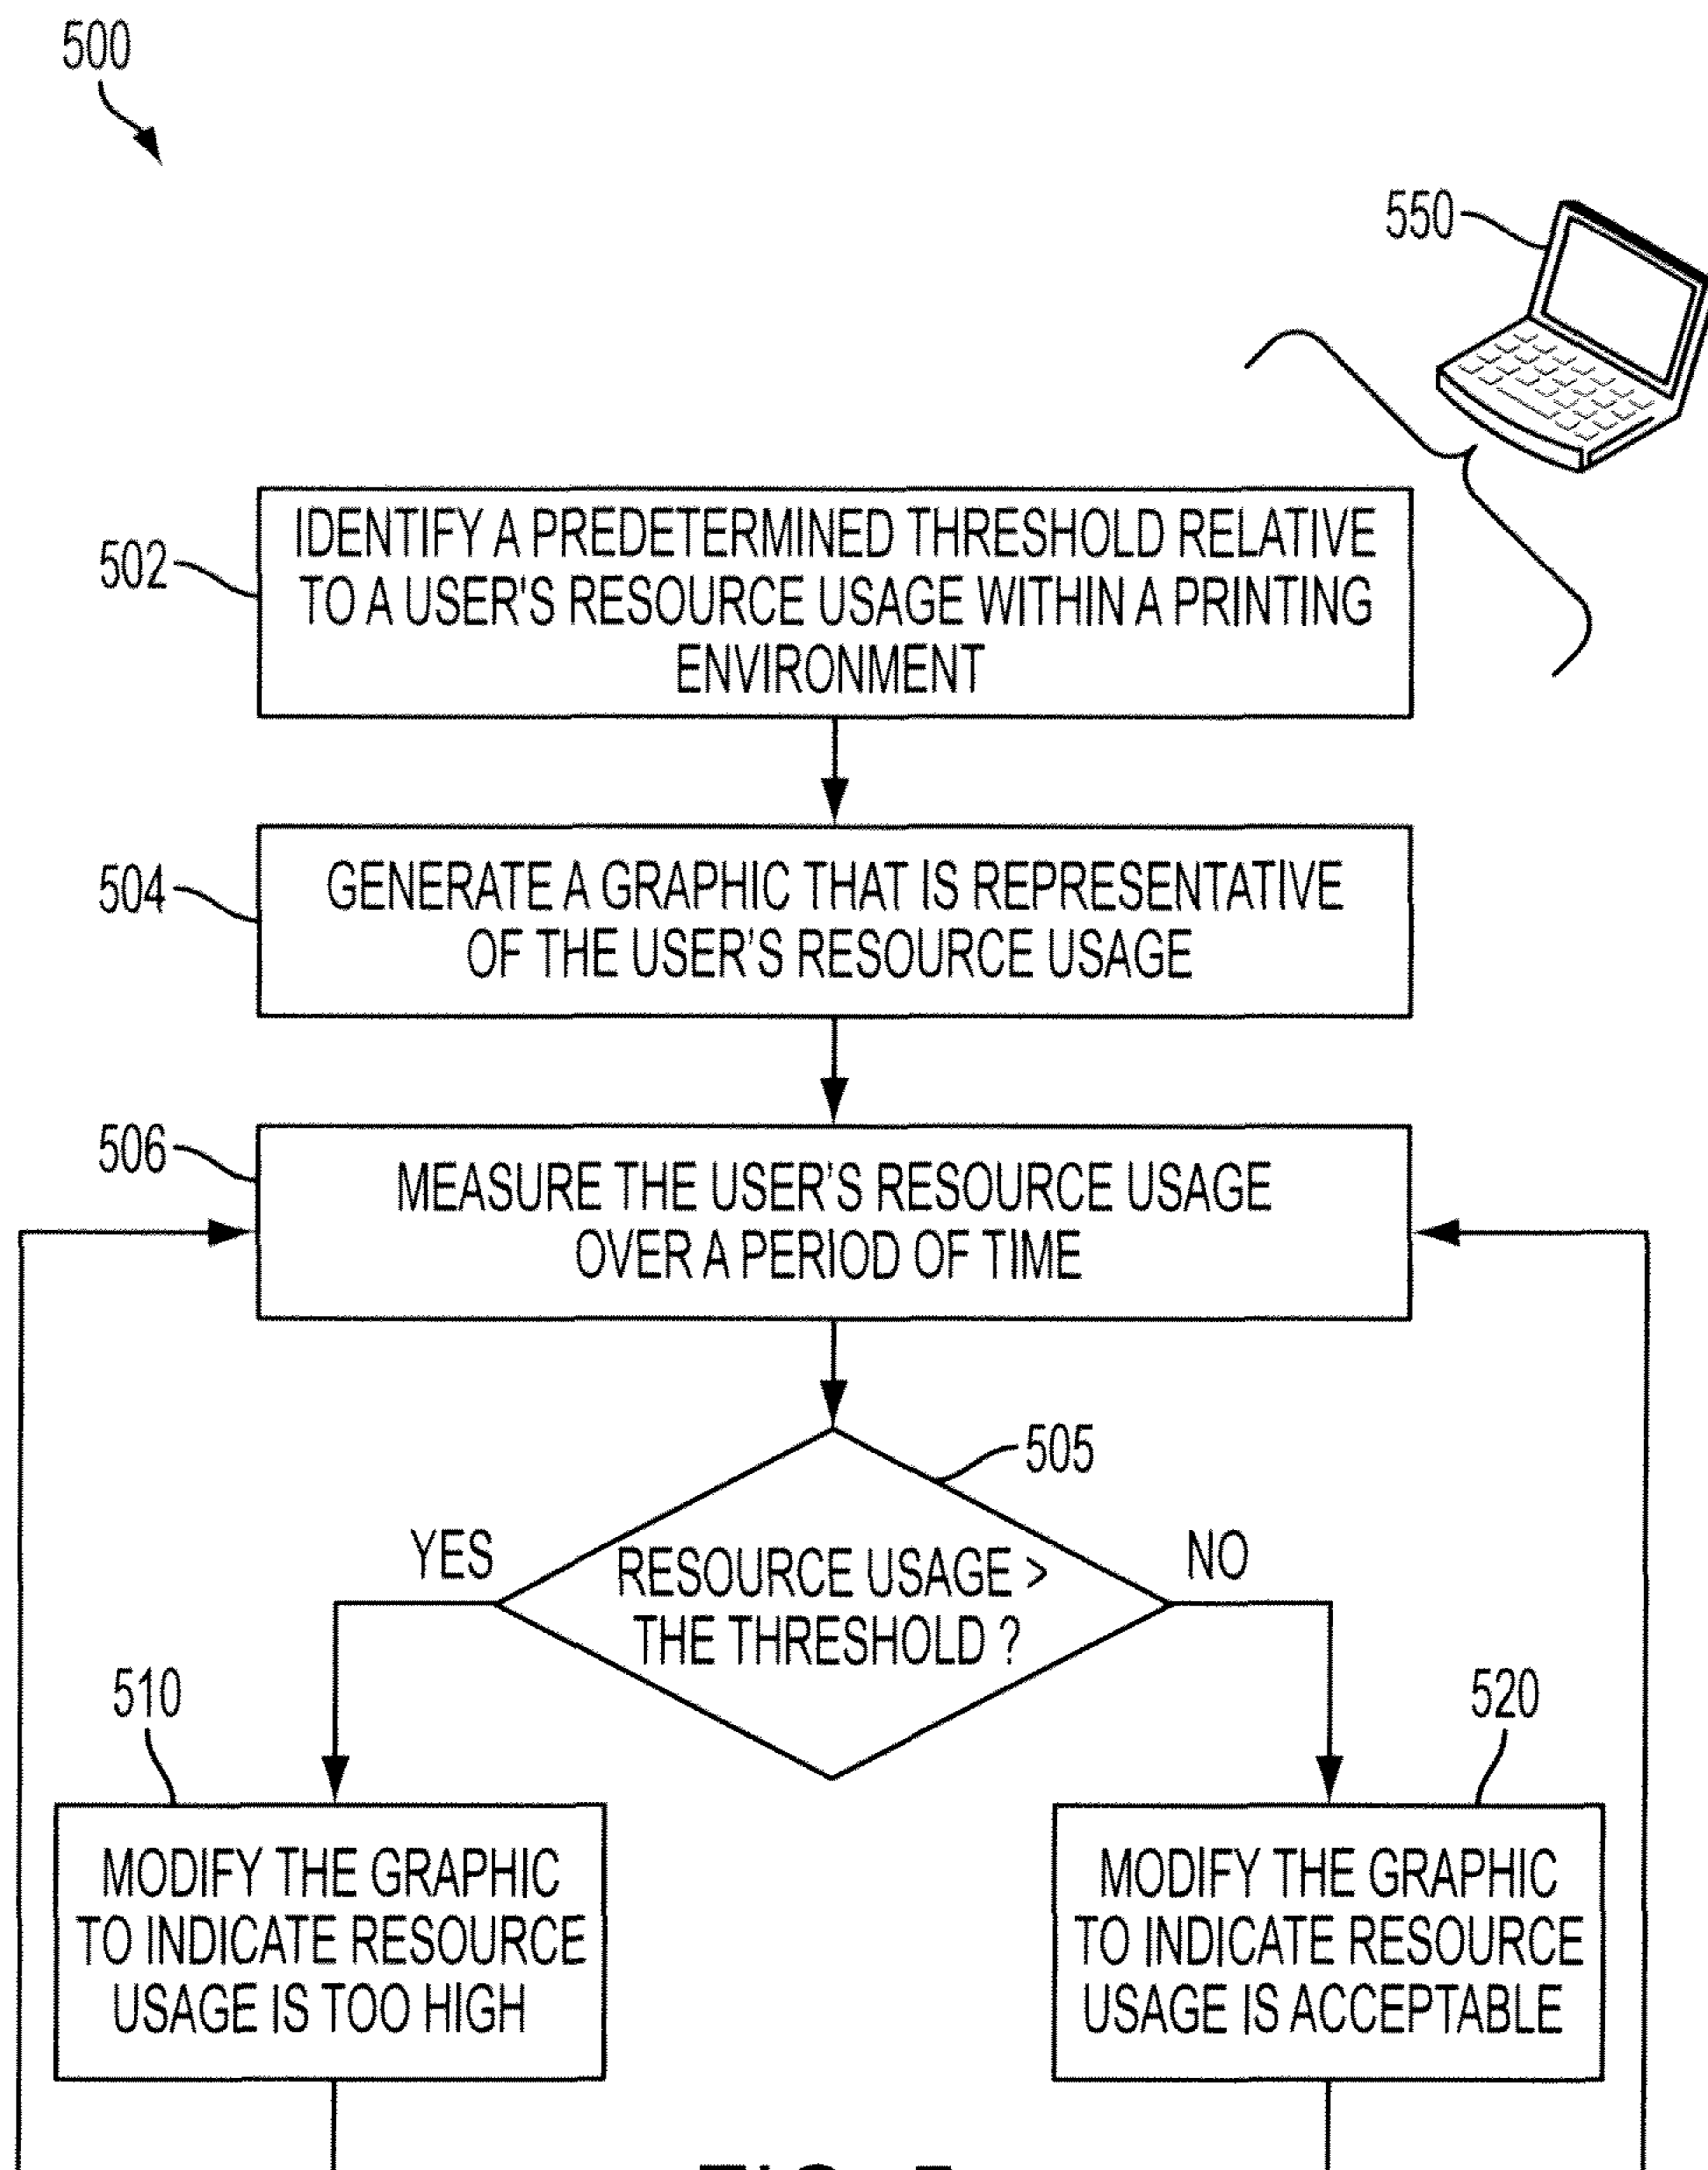 500
550
502
IDENTIFY A PREDETERMINED THRESHOLD RELATIVE
TO A USER'S RESOURCE USAGE WITHIN A PRINTING
ENVIRONMENT
504
GENERATE A GRAPHIC THAT IS REPRESENTATIVE
OF THE USER'S RESOURCE USAGE
506
MEASURE THE USER'S RESOURCE USAGE
OVER A PERIOD OF TIME
505
YES
RESOURCE USAGE >
THE THRESHOLD ?
NO
510
MODIFY THE GRAPHIC
TO INDICATE RESOURCE
USAGE IS TOO HIGH
520
MODIFY THE GRAPHIC
TO INDICATE RESOURCE
USAGE IS ACCEPTABLE